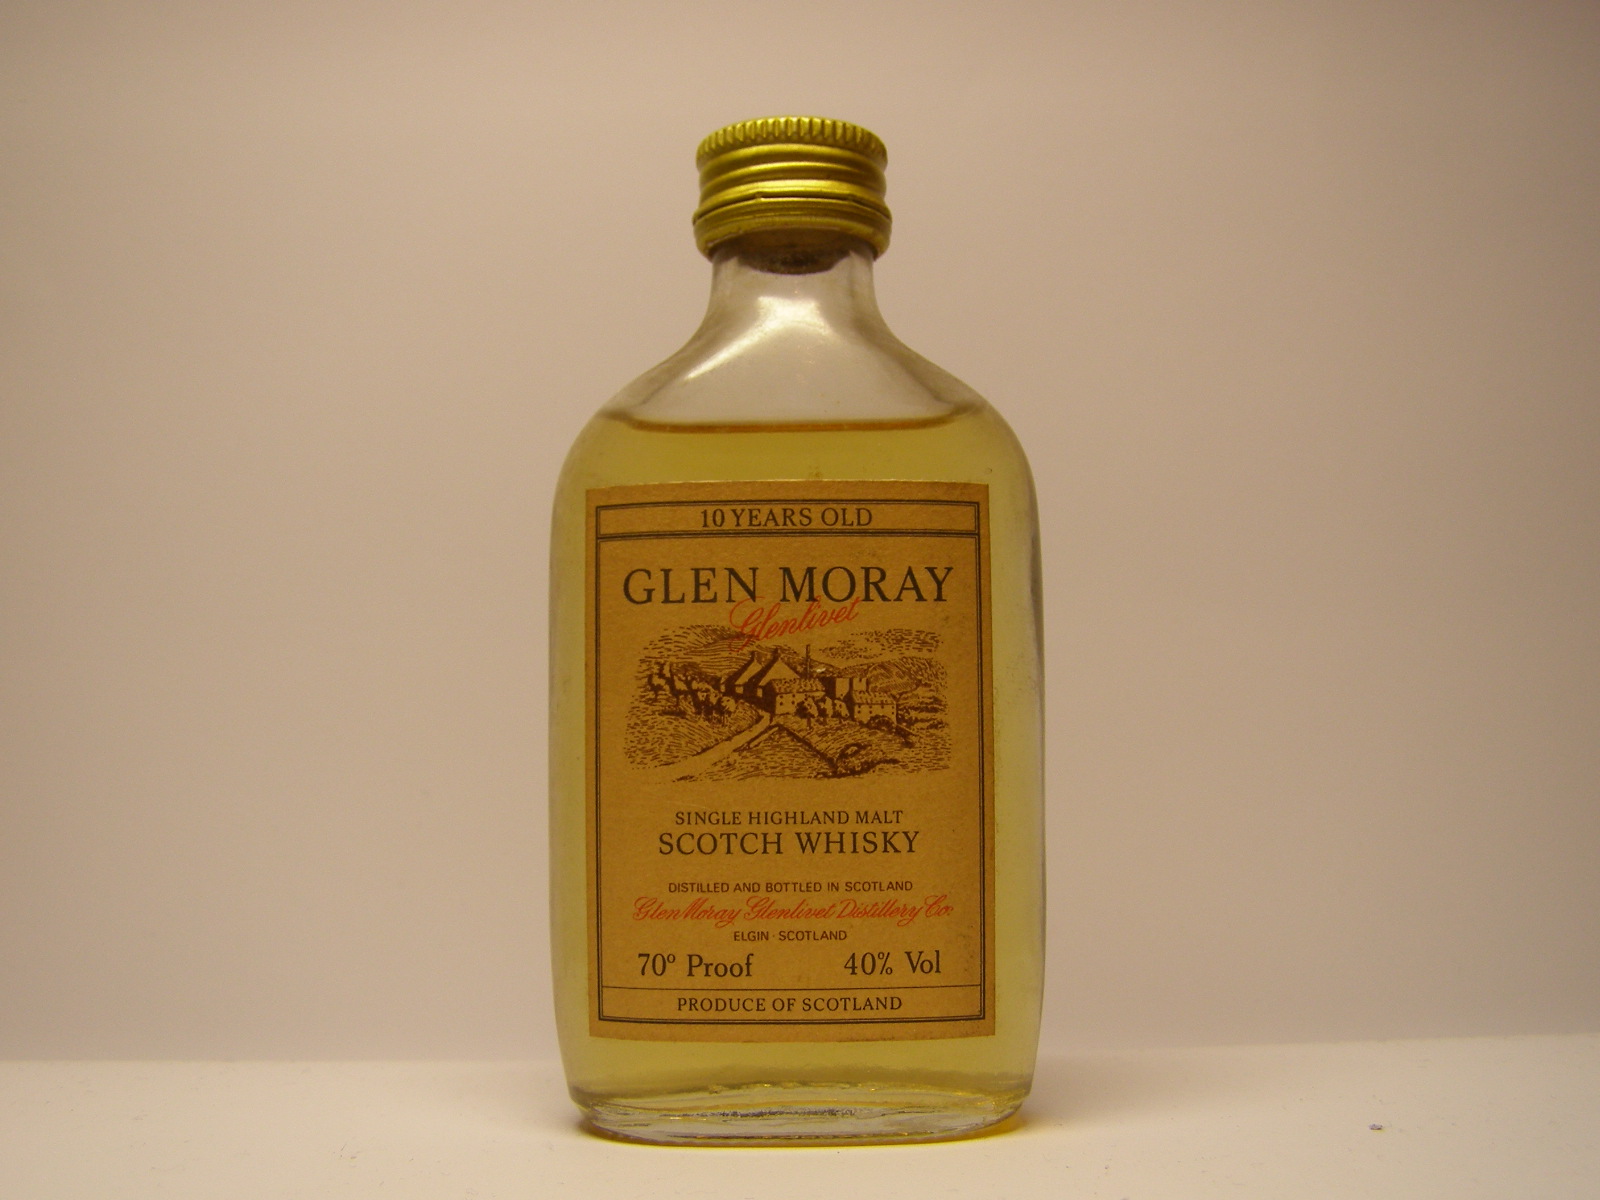 10 YEARS OLD
GLEN MORAY
Glenlivet
SINGLE HIGHLAND MALT
SCOTCH WHISKY
DISTILLED AND BOTTLED IN SCOTLAND
Glen Moray Glenlivet Distillery Co.
ELGIN · SCOTLAND
70º Proof 40% Vol
PRODUCE OF SCOTLAND